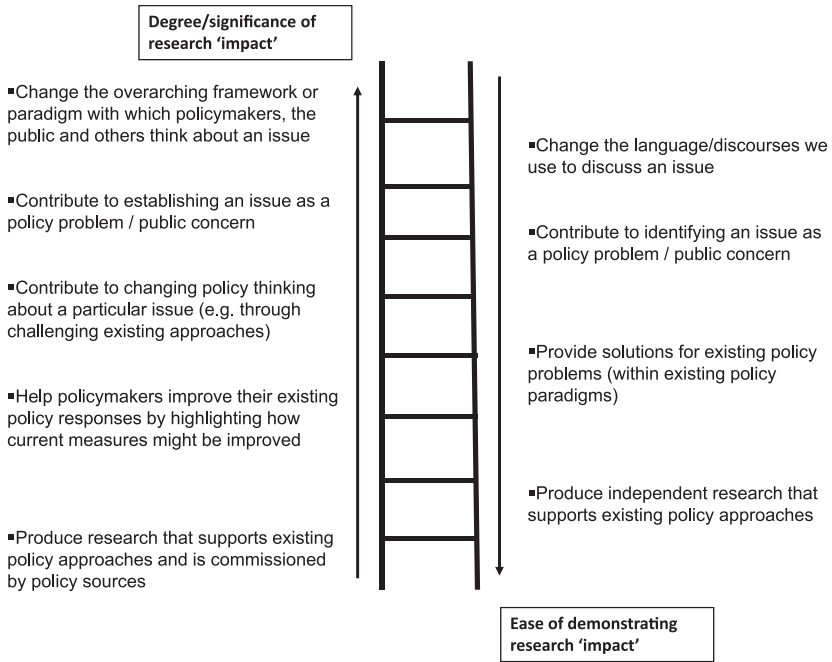 Degree/significance of
research ‘impact’
▪Change the overarching framework or
paradigm with which policymakers, the
public and others think about an issue
▪Contribute to establishing an issue as a
policy problem / public concern
▪Contribute to changing policy thinking
about a particular issue (e.g. through
challenging existing approaches)
▪Help policymakers improve their existing
policy responses by highlighting how
current measures might be improved
▪Produce research that supports existing
policy approaches and is commissioned
by policy sources
▪Change the language/discourses we
use to discuss an issue
▪Contribute to identifying an issue as
a policy problem / public concern
▪Provide solutions for existing policy
problems (within existing policy
paradigms)
▪Produce independent research that
supports existing policy approaches
Ease of demonstrating
research ‘impact’